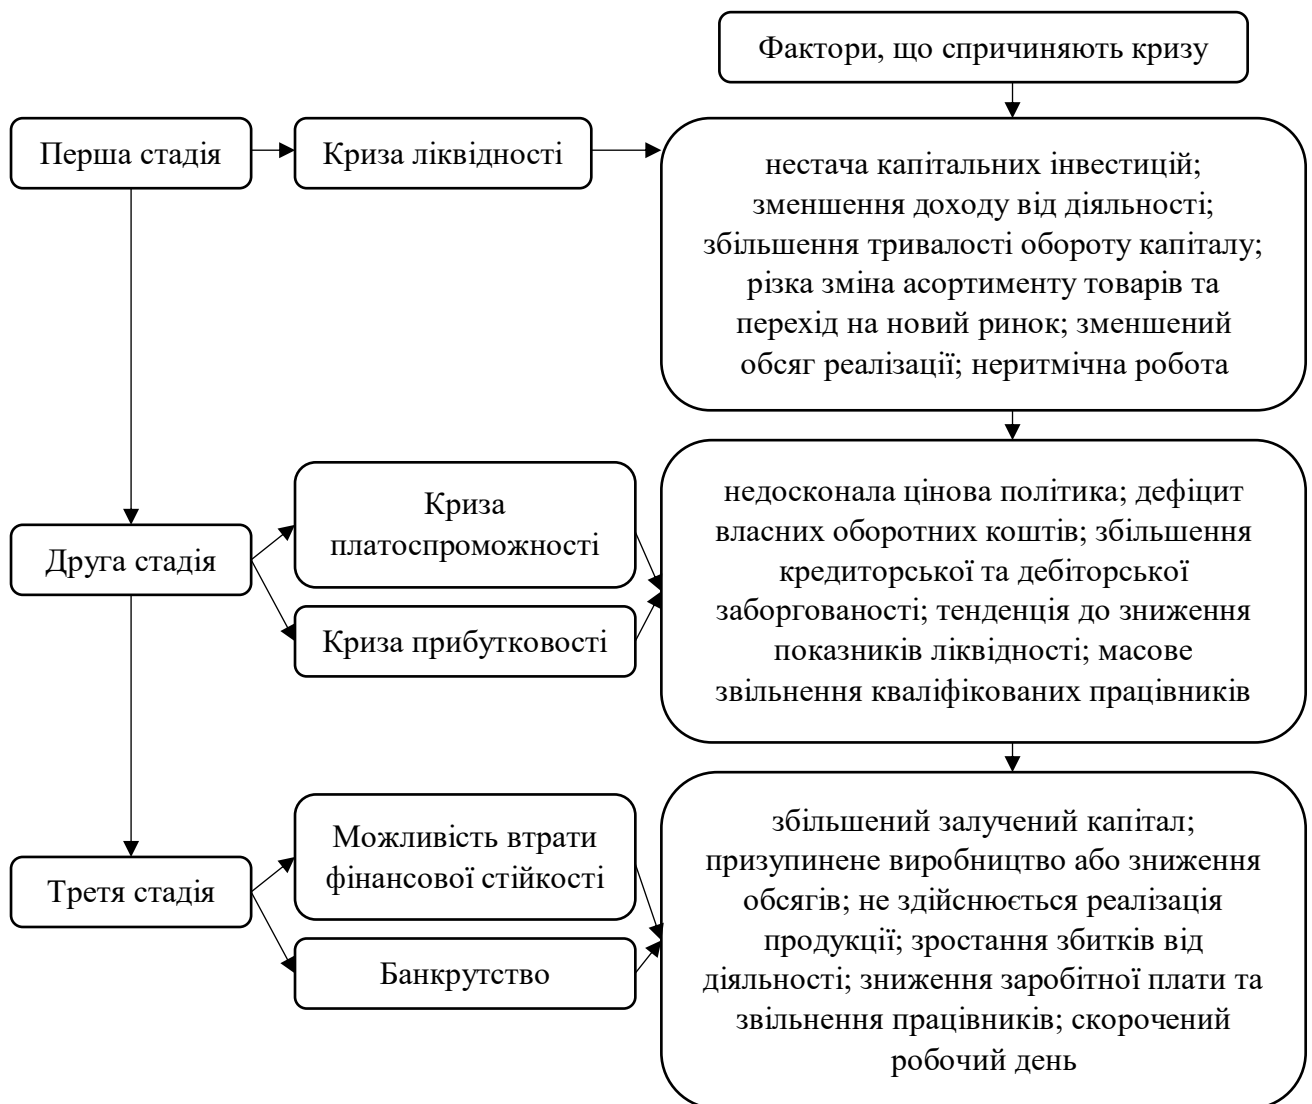 Фактори, що спричиняють кризу
Перша стадія
Криза ліквідності
нестача капітальних інвестицій;
зменшення доходу від діяльності;
збільшення тривалості обороту капіталу;
різка зміна асортименту товарів та
перехід на новий ринок; зменшений
обсяг реалізації; неритмічна робота
Друга стадія
Криза
платоспроможності
Криза прибутковості
недосконала цінова політика; дефіцит
власних оборотних коштів; збільшення
кредиторської та дебіторської
заборгованості; тенденція до зниження
показників ліквідності; масове
звільнення кваліфікованих працівників
Третя стадія
Можливість втрати
фінансової стійкості
Банкрутство
збільшений залучений капітал;
призупинене виробництво або зниження
обсягів; не здійснюється реалізація
продукції; зростання збитків від
діяльності; зниження заробітної плати та
звільнення працівників; скорочений
робочий день